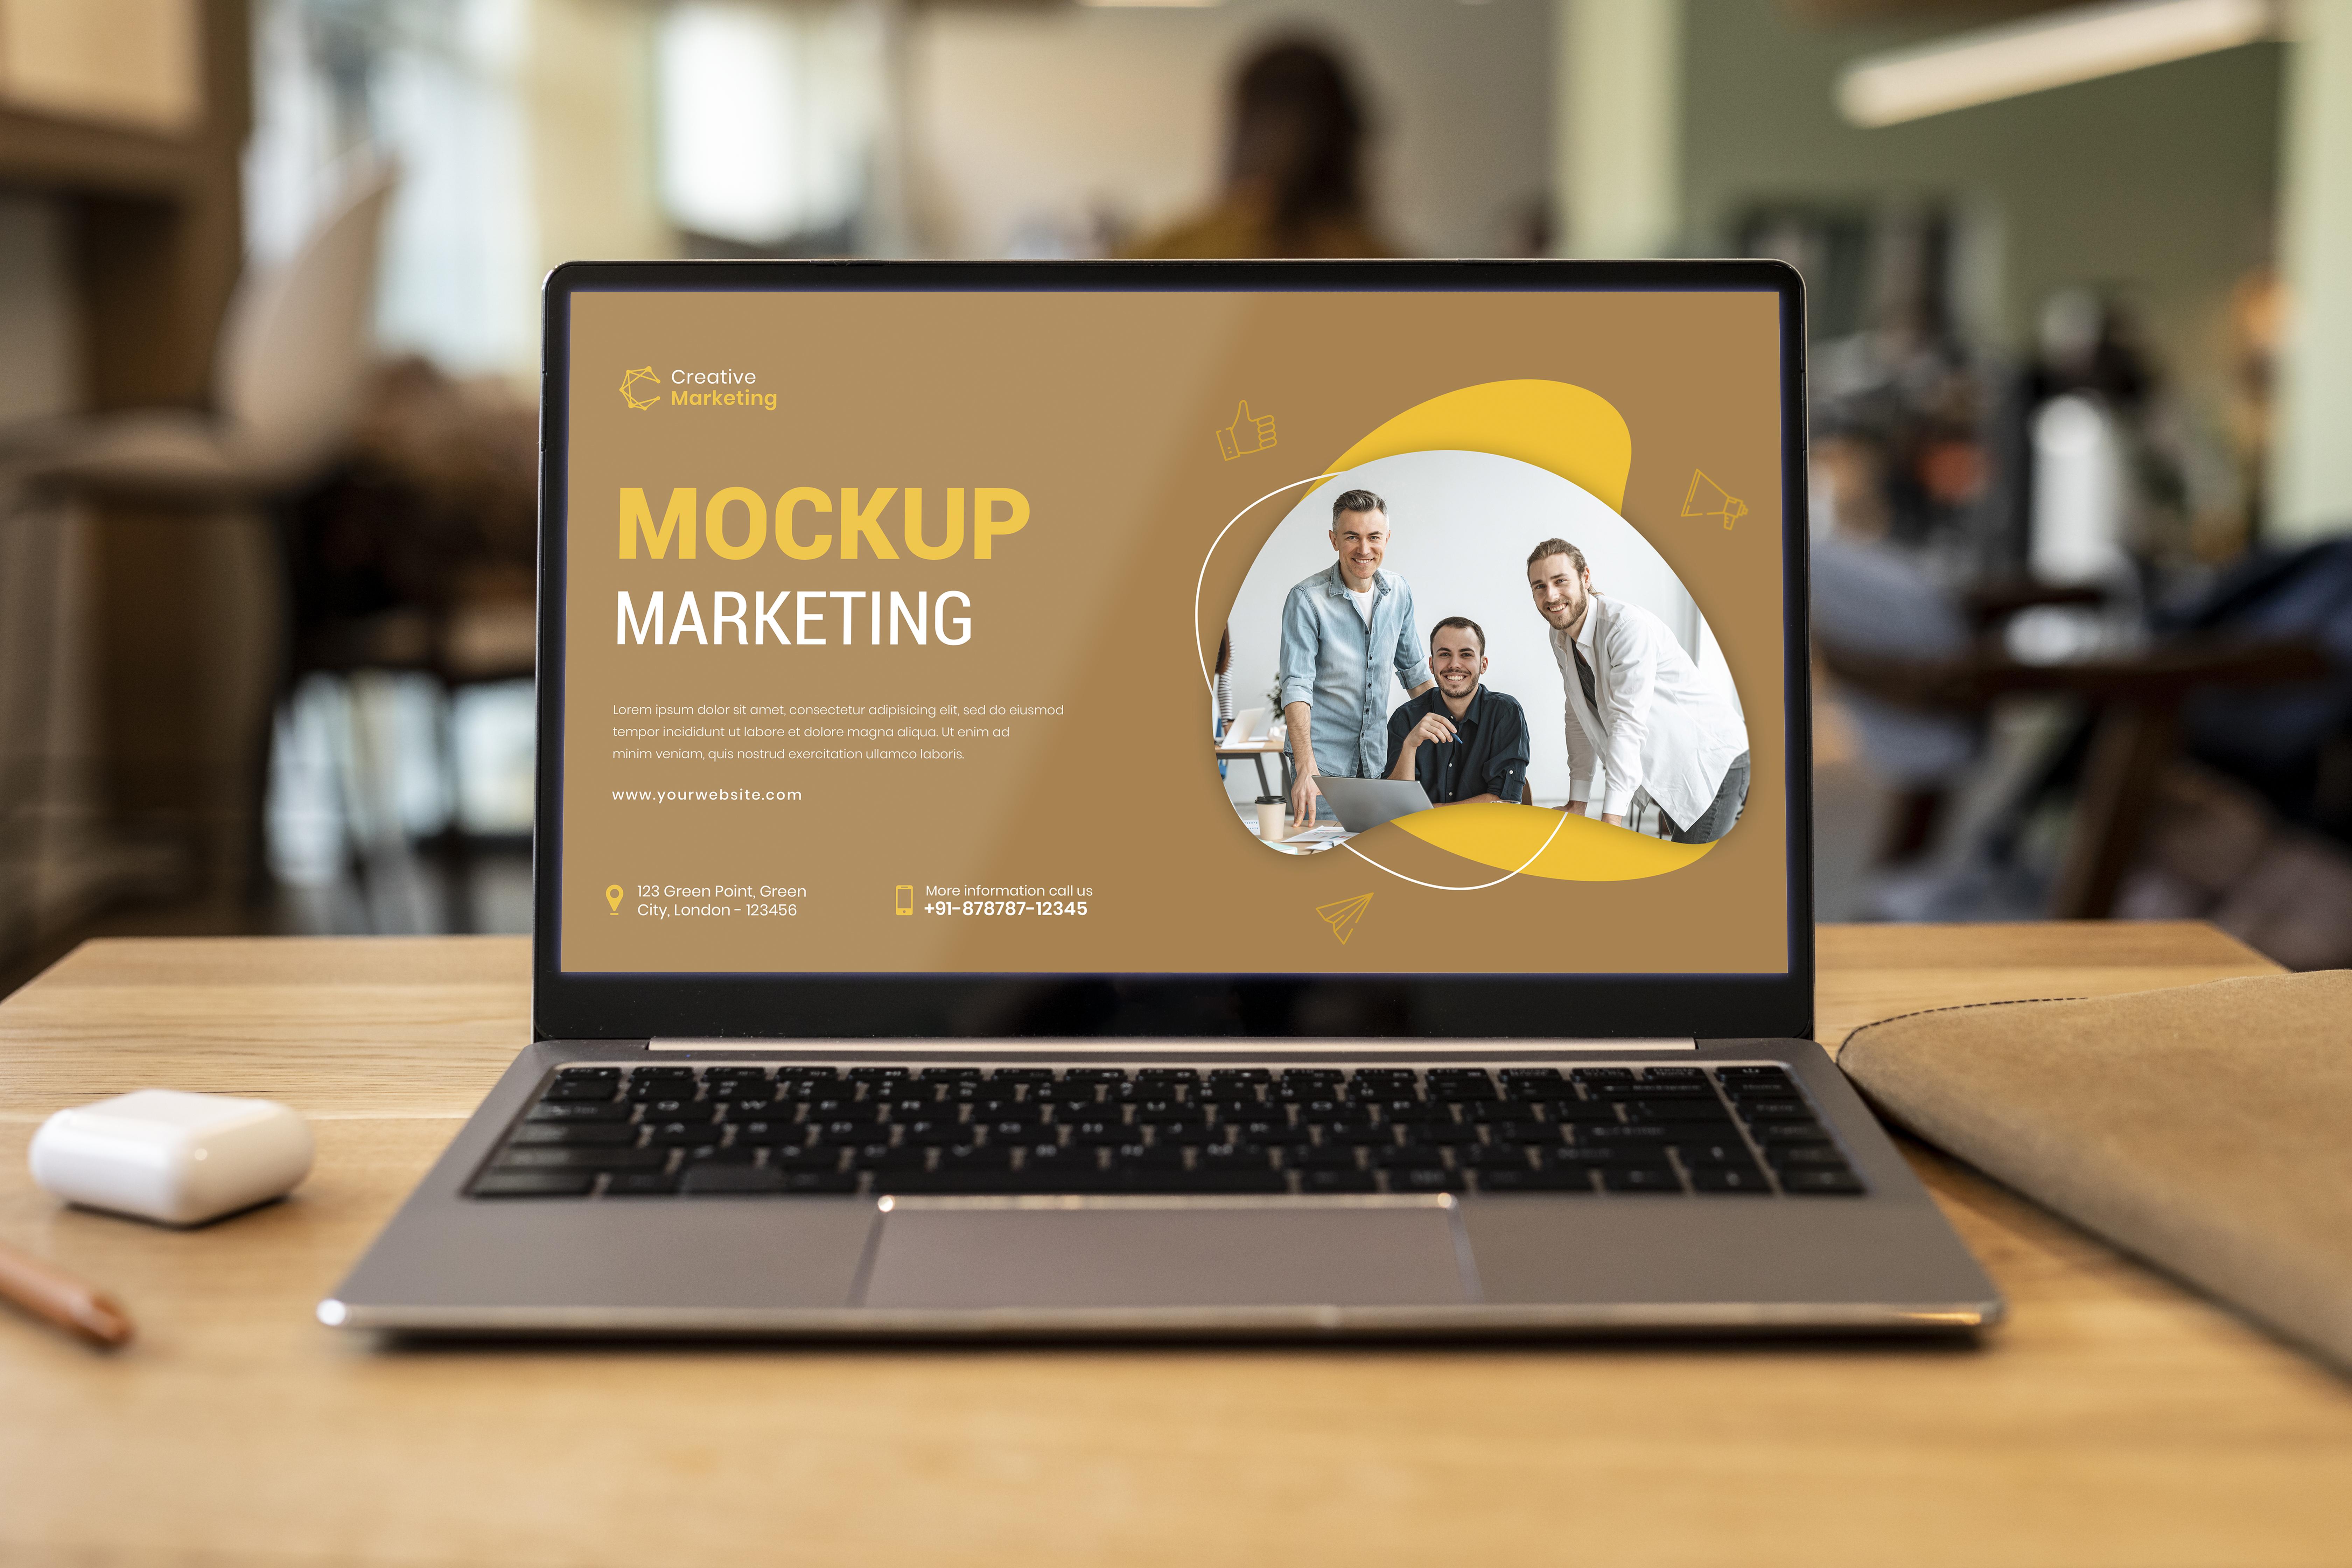 Creative
Marketing
MOCKUP
MARKETING
Lorem ipsum dolor sit amet, consectetur adipisicing elit, sed do eiusmod
tempor incididunt ut labore et dolore magna aliqua. Ut enim ad
minim veniam, quis nostrud exercitation ullamco laboris.
www.yourwebsite.com
123 Green Point, Green
City, London - 123456
More information call us
+91-878787-12345